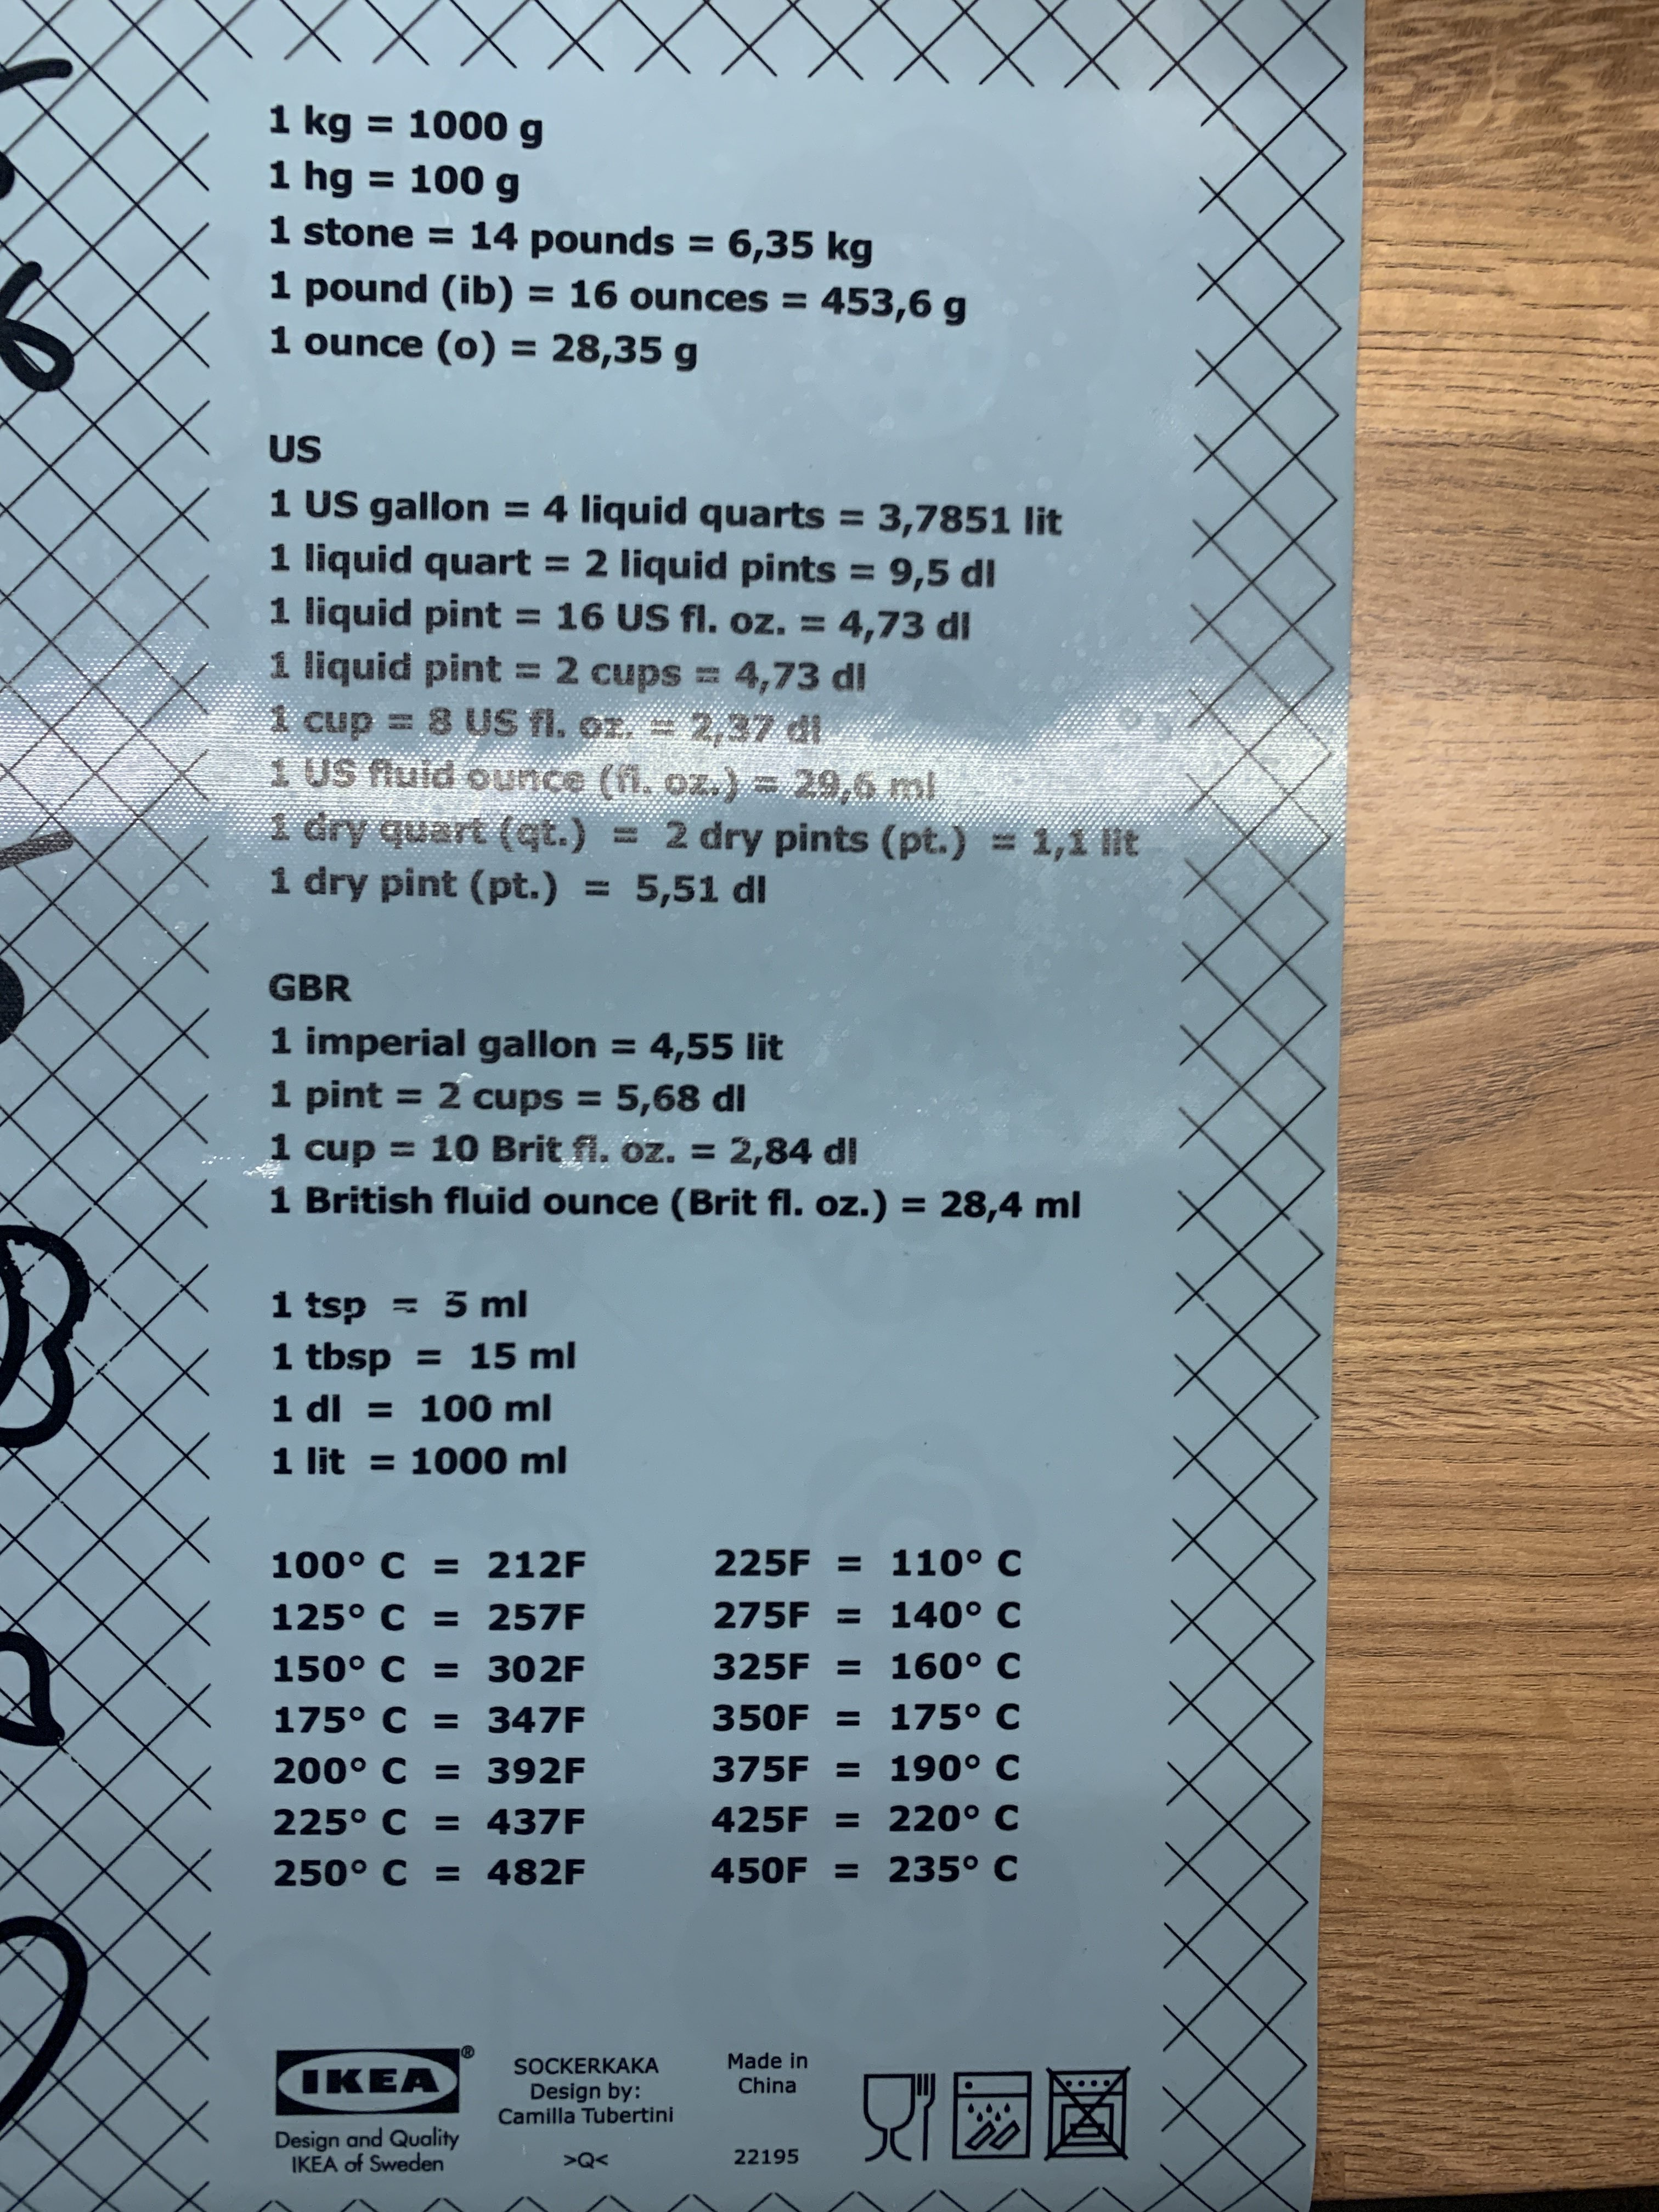 1 kg = 1000 g
1 hg = 100 g
1 stone = 14 pounds = 6,35 kg
1 pound (ib) = 16 ounces = 453,6 g
1 ounce (o) = 28,35 g
US
1 US gallon = 4 liquid quarts = 3,7851 lit
1 liquid quart = 2 liquid pints = 9,5 dl
1 liquid pint = 16 US fl. oz. = 4,73 dl
1 liquid pint = 2 cups = 4,73 dl
1 cup = 8 US fl. oz. = 2,37 dl
1 US fluid ounce (fl. oz.) = 29,6 ml
1 dry quart (qt.) = 2 dry pints (pt.) = 1,1 lit
1 dry pint (pt.) = 5,51 dl
GBR
1 imperial gallon = 4,55 lit
1 pint = 2 cups = 5,68 dl
1 cup = 10 Brit fl. oz. = 2,84 dl
1 British fluid ounce (Brit fl. oz.) = 28,4 ml
1 tsp = 5 ml
1 tbsp = 15 ml
1 dl = 100 ml
1 lit = 1000 ml
100° C = 212F 225F = 110° C
125° C = 257F 275F = 140° C
150° C = 302F 325F = 160° C
175° C = 347F 350F = 175° C
200° C = 392F 375F = 190° C
225° C = 437F 425F = 220° C
250° C = 482F 450F = 235° C
IKEA®
Design and Quality
IKEA of Sweden
SOCKERKAKA
Design by:
Camilla Tubertini
>Q<
Made in
China
22195